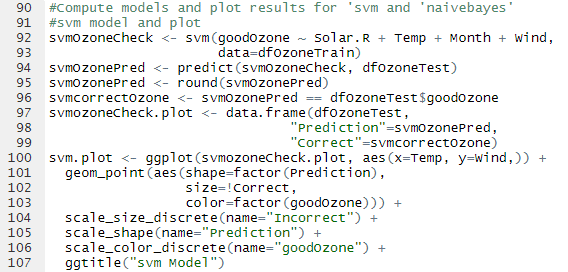 90 #Compute models and plot results for 'svm and 'naivebayes'
91 #svm model and plot
92 svmOzoneCheck <- svm(goodOzone ~ Solar.R + Temp + Month + Wind,
93 data=dfOzoneTrain)
94 svmOzonePred <- predict(svmOzoneCheck, dfOzoneTest)
95 svmOzonePred <- round(svmOzonePred)
96 svmcorrectOzone <- svmOzonePred == dfOzoneTest$goodOzone
97 svmozoneCheck.plot <- data.frame(dfOzoneTest,
98 "Prediction"=svmOzonePred,
99 "Correct"=svmcorrectOzone)
100 svm.plot <- ggplot(svmozoneCheck.plot, aes(x=Temp, y=Wind,)) +
101 geom_point(aes(shape=factor(Prediction),
102 size=!Correct,
103 color=factor(goodOzone))) +
104 scale_size_discrete(name="Incorrect") +
105 scale_shape(name="Prediction") +
106 scale_color_discrete(name="goodOzone") +
107 ggtitle("svm Model")